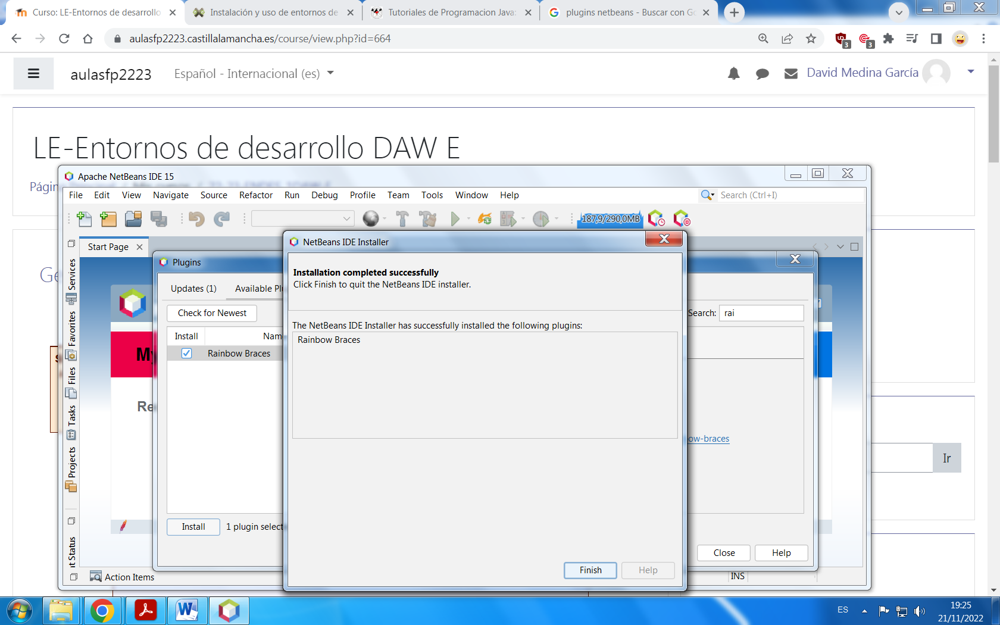 Curso: LE-Entornos de desarrollo
Instalación y uso de entornos de
Tutoriales de Programacion Java:
plugins netbeans - Buscar con Go
aulasfp2223.castillalamancha.es/course/view.php?id=664
3
3
aulasfp2223
Español - Internacional (es)
David Medina García
LE-Entornos de desarrollo DAW E
Págin
Apache NetBeans IDE 15
File Edit View Navigate Source Refactor Run Debug Profile Team Tools Window Help
Search (Ctrl+I)
187,9/290,0MB
Start Page
Ge
Services
Favorites
Files
Tasks
Projects
nt Status
My
Re
Plugins
Updates (1)
Available Plu
Check for Newest
Search: rai
Install
Nam
Rainbow Braces
ow-braces
Install
1 plugin select
Close
Help
NetBeans IDE Installer
Installation completed successfully
Click Finish to quit the NetBeans IDE installer.
The NetBeans IDE Installer has successfully installed the following plugins:
Rainbow Braces
Finish
Help
Ir
Action Items
INS
ES
19:25
21/11/2022